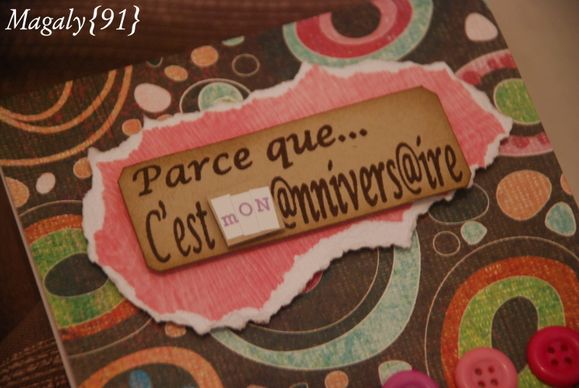 Magaly{91}
Parce que...
C'est mON @nnivers@ire